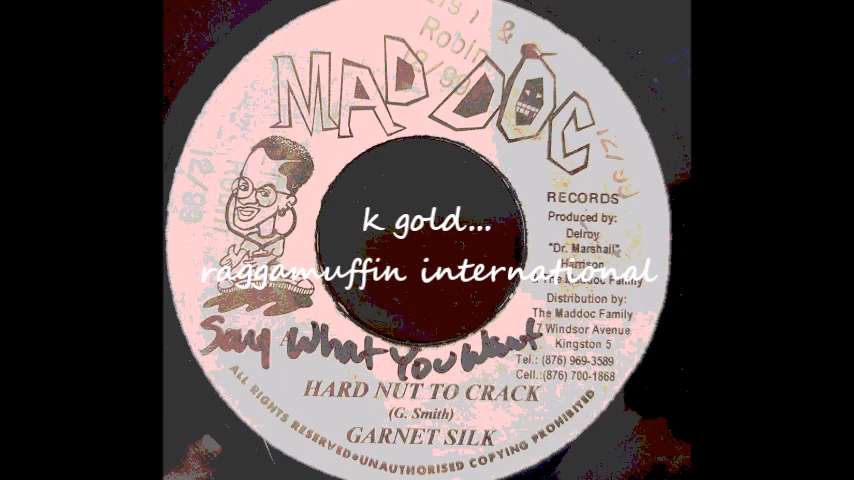 & 
Robin
MAD DOC
RECORDS
Produced by:
Delroy
"Dr. Marshall"
Harrison
& The Maddoc Family
Distribution by:
The Maddoc Family
7 Windsor Avenue
Kingston 5
Tel.: (876) 969-3589
Cell.:(876) 700-1868
k gold...
raggamuffin international
Say What You Want
HARD NUT TO CRACK
(G. Smith)
GARNET SILK
ALL RIGHTS RESERVED•UNAUTHORISED COPYING PROHIBITED